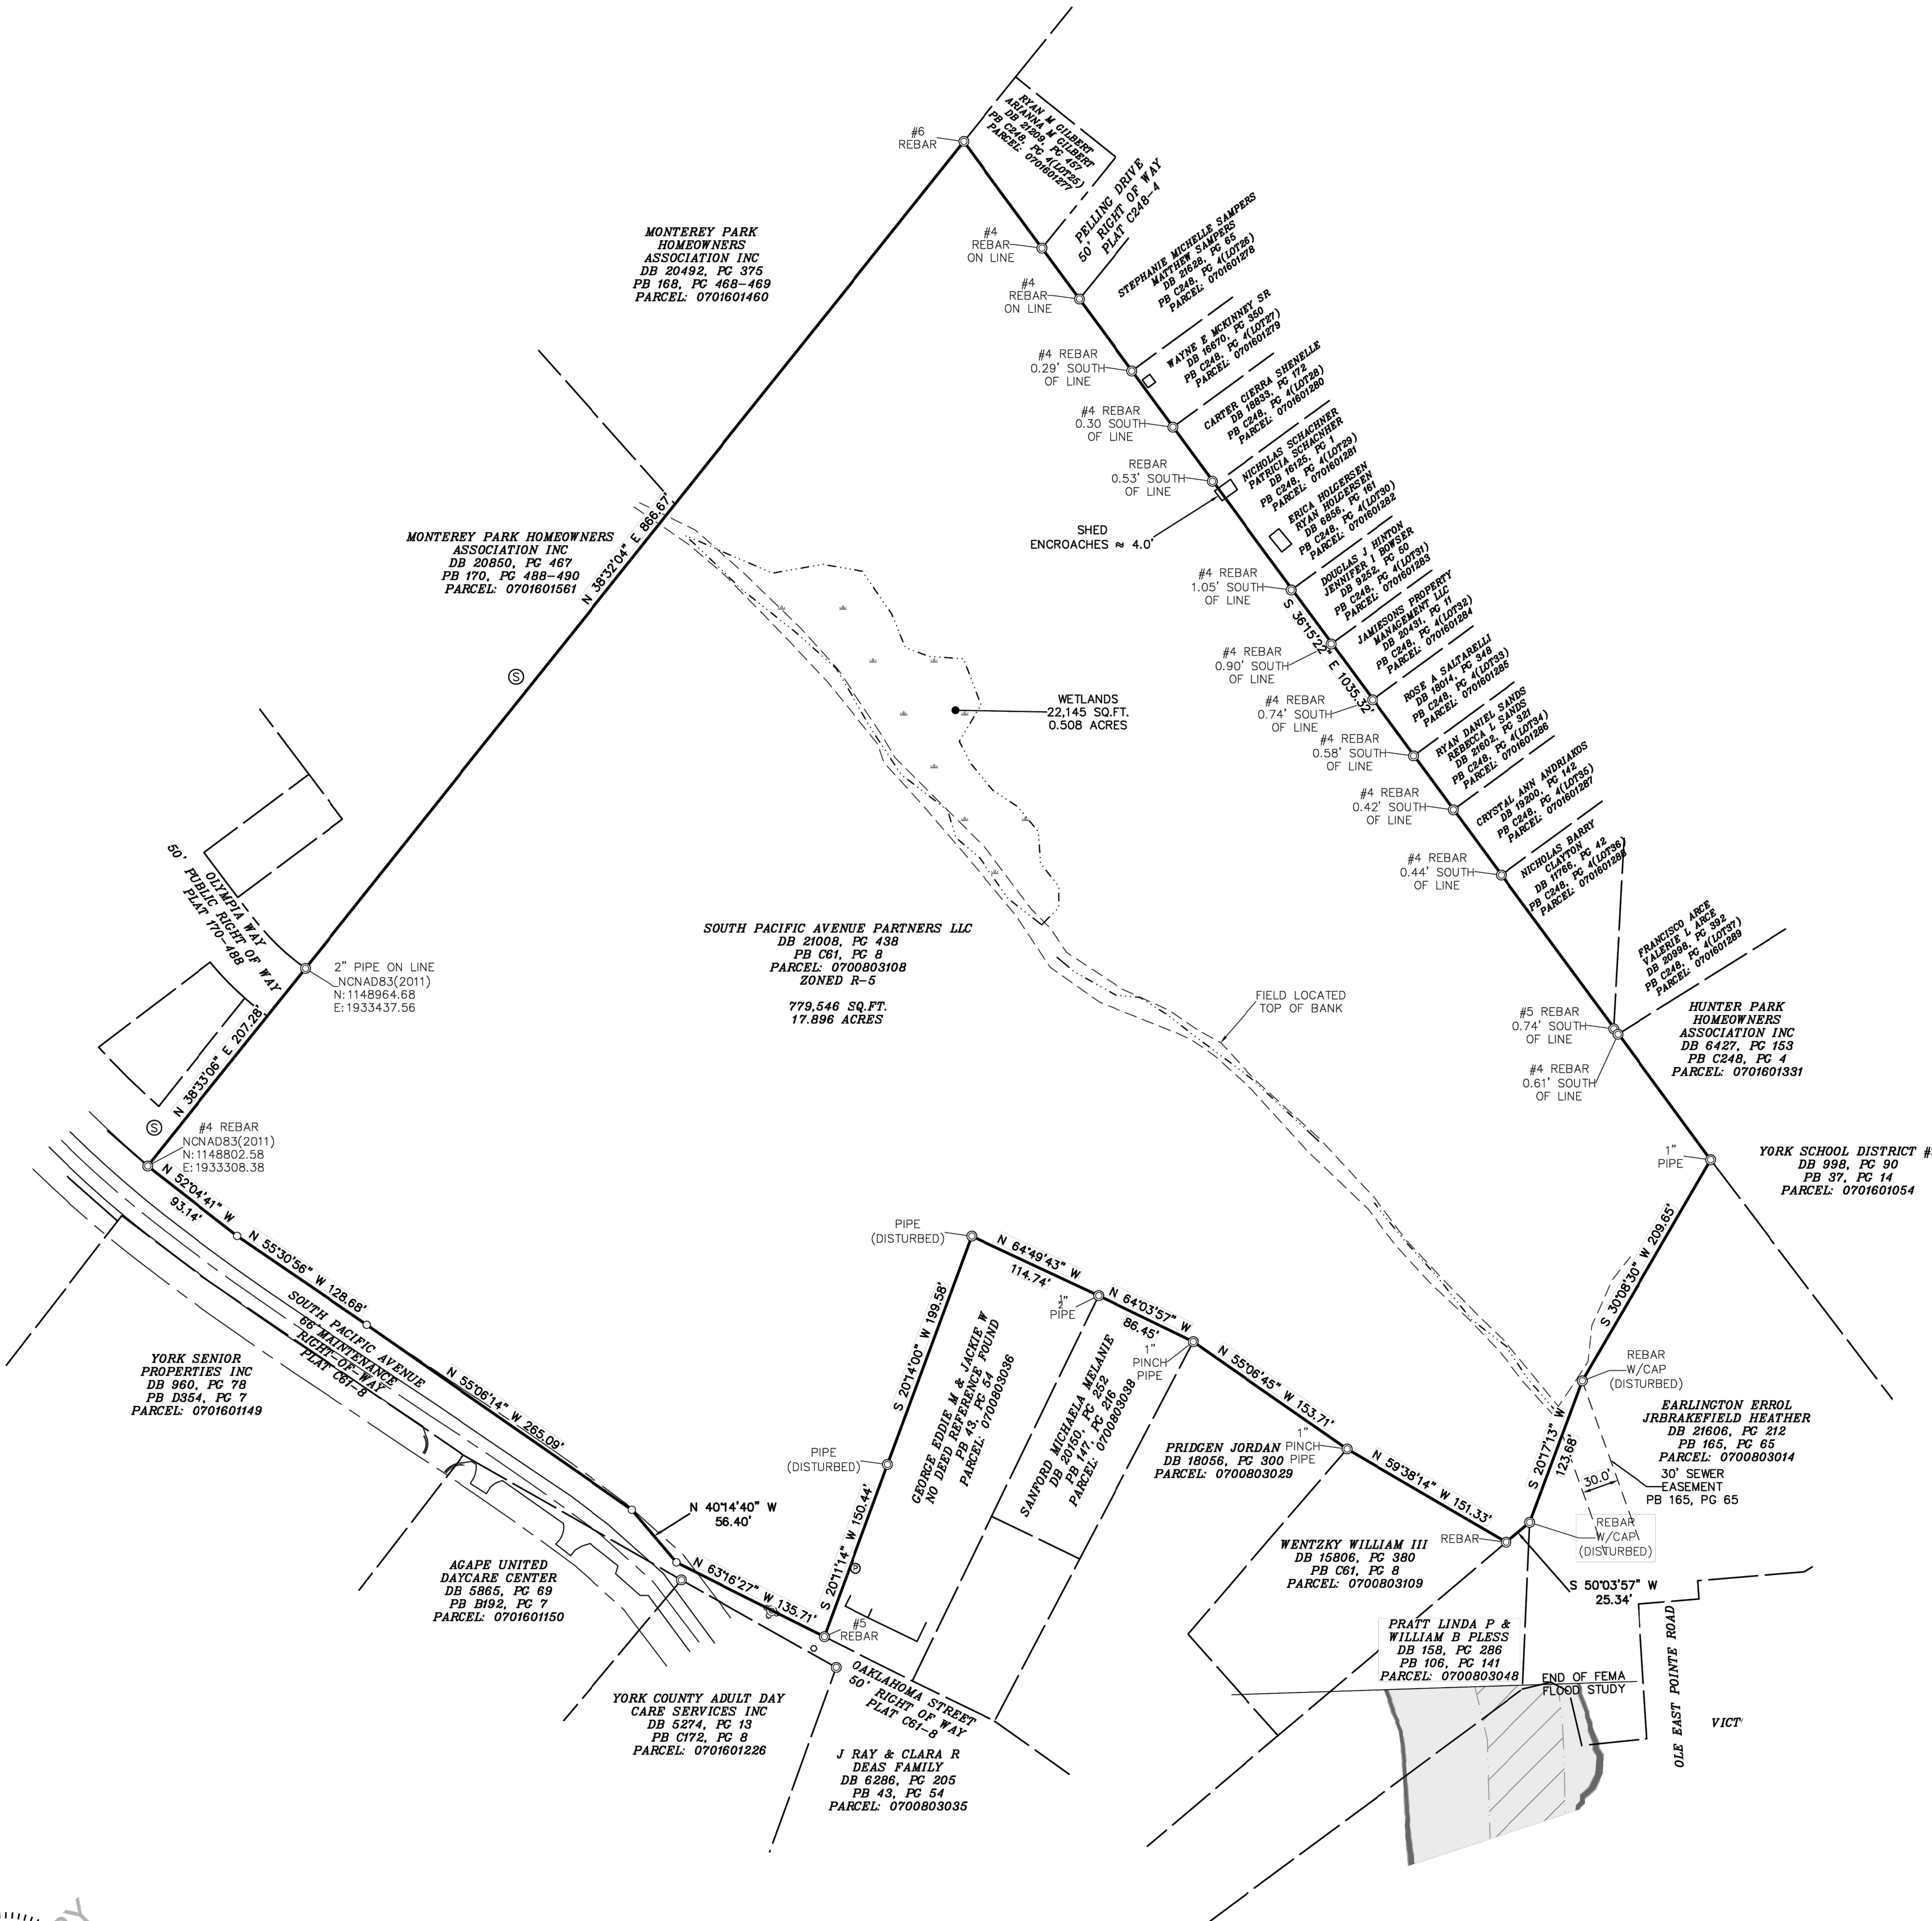 RYAN M GILBERT
ARIANNA M GILBERT
DB 21209, PG 457
PB C248, PG 4(LOT25)
PARCEL: 0701601277
#6
REBAR
PELLING DRIVE
50' RIGHT OF WAY
PLAT C248-4
MONTEREY PARK
HOMEOWNERS
ASSOCIATION INC
DB 20492, PG 375
PB 168, PG 468-469
PARCEL: 0701601460
#4
REBAR
ON LINE
#4
REBAR
ON LINE
STEPHANIE MICHELLE SAMPERS
MATTHEW SAMPERS
DB 21628, PG 65
PB C248, PG 4(LOT26)
PARCEL: 0701601278
#4 REBAR
0.29' SOUTH
OF LINE
WAYNE E MCKINNEY SR
DB 16670, PG 350
PB C248, PG 4(LOT27)
PARCEL: 0701601279
#4 REBAR
0.30 SOUTH
OF LINE
CARTER CIERRA SHENELLE
DB 18833, PG 172
PB C248, PG 4(LOT28)
PARCEL: 0701601280
REBAR
0.53' SOUTH
OF LINE
NICHOLAS SCHACHNER
PATRICIA SCHACNHER
DB 16125, PG 1
PB C248, PG 4(LOT29)
PARCEL: 0701601281
SHED
ENCROACHES ≈ 4.0'
ERICA HOLGERSEN
RYAN HOLGERSEN
DB 6856, PG 161
PB C248, PG 4(LOT30)
PARCEL: 0701601282
N 38°32'04" E 866.67'
MONTEREY PARK HOMEOWNERS
ASSOCIATION INC
DB 20850, PG 467
PB 170, PG 488-490
PARCEL: 0701601561
#4 REBAR
1.05' SOUTH
OF LINE
DOUGLAS J HINTON
JENNIFER I BOWSER
DB 9252, PG 50
PB C248, PG 4(LOT31)
PARCEL: 0701601283
S 36°15'22" E 1035.32'
#4 REBAR
0.90' SOUTH
OF LINE
JAMIESONS PROPERTY
MANAGEMENT LLC
DB 20431, PG 11
PB C248, PG 4(LOT32)
PARCEL: 0701601284
S
WETLANDS
22,145 SQ.FT.
0.508 ACRES
#4 REBAR
0.74' SOUTH
OF LINE
ROSE A SALTARELLI
DB 18014, PG 348
PB C248, PG 4(LOT33)
PARCEL: 0701601285
#4 REBAR
0.58' SOUTH
OF LINE
RYAN DANIEL SANDS
REBECCA L SANDS
DB 21602, PG 321
PB C248, PG 4(LOT34)
PARCEL: 0701601286
#4 REBAR
0.42' SOUTH
OF LINE
CRYSTAL ANN ANDRIAKOS
DB 19200, PG 142
PB C248, PG 4(LOT35)
PARCEL: 0701601287
#4 REBAR
0.44' SOUTH
OF LINE
NICHOLAS BARRY
CLAYTON
DB 11766, PG 42
PB C248, PG 4(LOT36)
PARCEL: 0701601288
OLYMPIA WAY
50' PUBLIC RIGHT OF WAY
PLAT 170-488
2" PIPE ON LINE
NCNAD83(2011)
N:1148964.68
E:1933437.56
SOUTH PACIFIC AVENUE PARTNERS LLC
DB 21008, PG 438
PB C61, PG 8
PARCEL: 0700803108
ZONED R-5
779,546 SQ.FT.
17.896 ACRES
FRANCISCO ARCE
VALERIE L ARCE
DB 20998, PG 392
PB C248, PG 4(LOT37)
PARCEL: 0701601289
FIELD LOCATED
TOP OF BANK
#5 REBAR
0.74' SOUTH
OF LINE
HUNTER PARK
HOMEOWNERS
ASSOCIATION INC
DB 6427, PG 153
PB C248, PG 4
PARCEL: 0701601331
#4 REBAR
0.61' SOUTH
OF LINE
N 38°33'06" E 207.28'
S
#4 REBAR
NCNAD83(2011)
N:1148802.58
E:1933308.38
1"
PIPE
YORK SCHOOL DISTRICT #
DB 998, PG 90
PB 37, PG 14
PARCEL: 0701601054
N 52°04'41" W
93.14'
N 55°30'56" W 128.68'
PIPE
(DISTURBED)
N 64°49'43" W
114.74'
S 30°08'30" W 209.65'
SOUTH PACIFIC AVENUE
66' MAINTENANCE
RIGHT-OF-WAY
PLAT C61-8
1/2"
PIPE
N 64°03'57" W
86.45'
1"
PINCH
PIPE
S 20°14'00" W 199.58'
YORK SENIOR
PROPERTIES INC
DB 960, PG 78
PB D354, PG 7
PARCEL: 0701601149
N 55°06'14" W 265.09'
GEORGE EDDIE M & JACKIE W
NO DEED REFERENCE FOUND
PB 43, PG 54
PARCEL: 0700803036
SANFORD MICHAELA MELANIE
DB 20150, PG 252
PB 147, PG 216
PARCEL: 0700803038
N 55°06'45" W 153.71'
REBAR
W/CAP
(DISTURBED)
EARLINGTON ERROL
JRBRAKEFIELD HEATHER
DB 21606, PG 212
PB 165, PG 65
PARCEL: 0700803014
1"
PINCH
PIPE
PRIDGEN JORDAN
DB 18056, PG 300
PARCEL: 0700803029
PIPE
(DISTURBED)
S 20°17'13" W
123.68'
30.0'
30' SEWER
EASEMENT
PB 165, PG 65
N 59°38'14" W 151.33'
N 40°14'40" W
56.40'
S 20°11'14" W 150.44'
REBAR
REBAR
W/CAP
(DISTURBED)
AGAPE UNITED
DAYCARE CENTER
DB 5865, PG 69
PB B192, PG 7
PARCEL: 0701601150
N 63°16'27" W 135.71'
#5
REBAR
WENTZKY WILLIAM III
DB 15806, PG 380
PB C61, PG 8
PARCEL: 0700803109
S 50°03'57" W
25.34'
PRATT LINDA P &
WILLIAM B PLESS
DB 158, PG 286
PB 106, PG 141
PARCEL: 0700803048
OLE EAST POINTE ROAD
END OF FEMA
FLOOD STUDY
OAKLAHOMA STREET
50' RIGHT OF WAY
PLAT C61-8
YORK COUNTY ADULT DAY
CARE SERVICES INC
DB 5274, PG 13
PB C172, PG 8
PARCEL: 0701601226
VICT
J RAY & CLARA R
DEAS FAMILY
DB 6286, PG 205
PB 43, PG 54
PARCEL: 0700803035